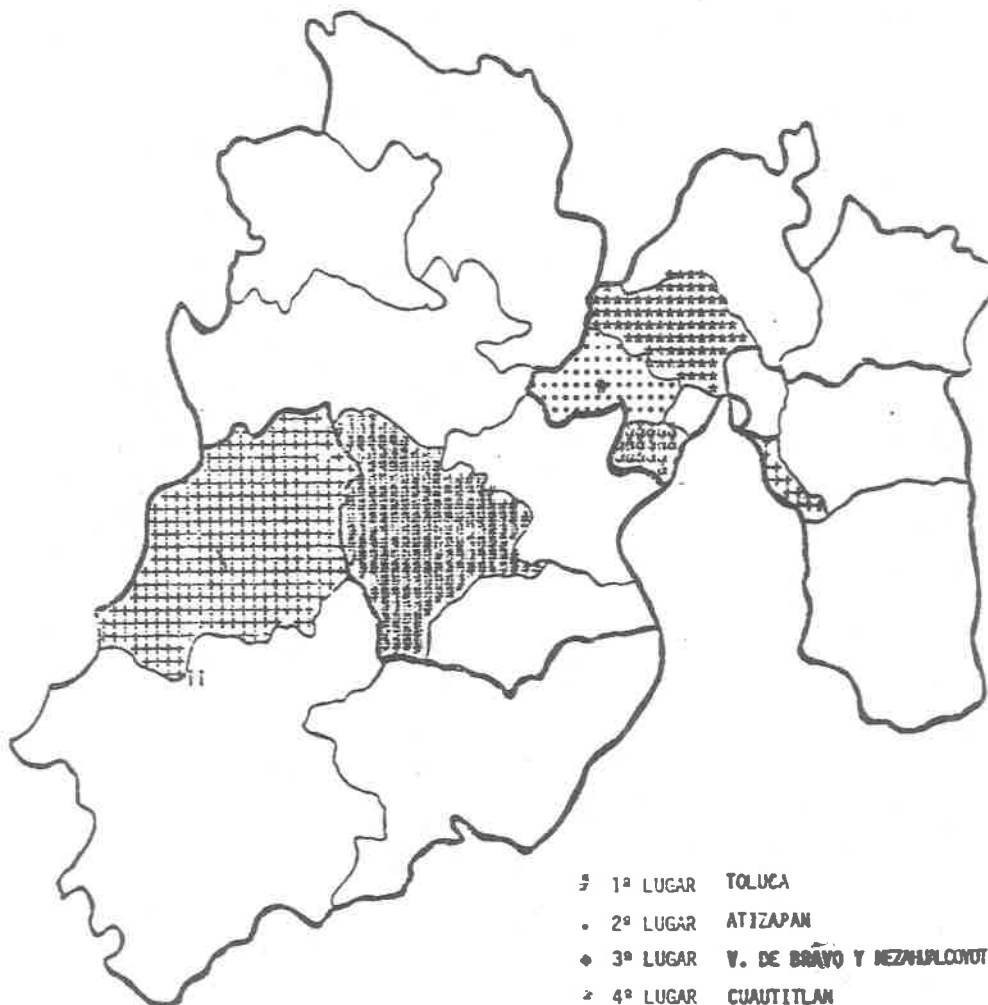 1ª LUGAR TOLUCA
2ª LUGAR ATIZAPAN
3ª LUGAR V. DE BRAVO Y NEZAHUALCOYOT
4ª LUGAR CUAUTITLAN